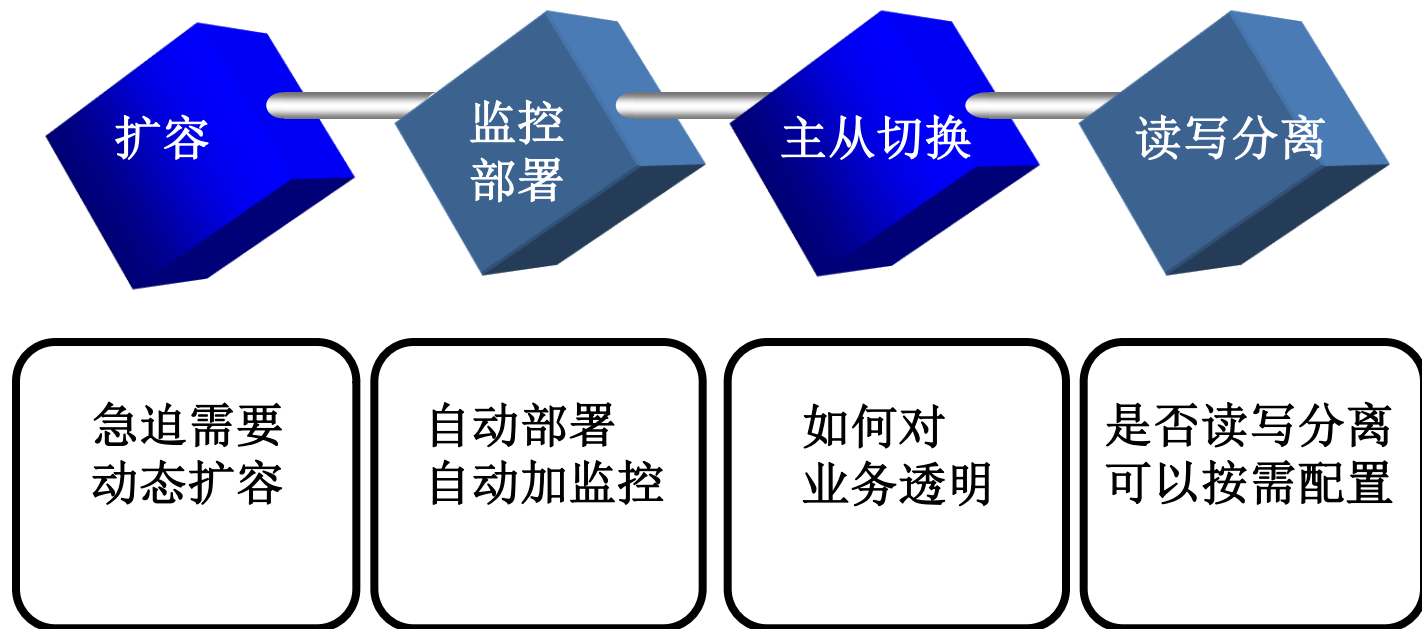 扩容
监控
部署
主从切换
读写分离
急迫需要
动态扩容
自动部署
自动加监控
如何对
业务透明
是否读写分离
可以按需配置